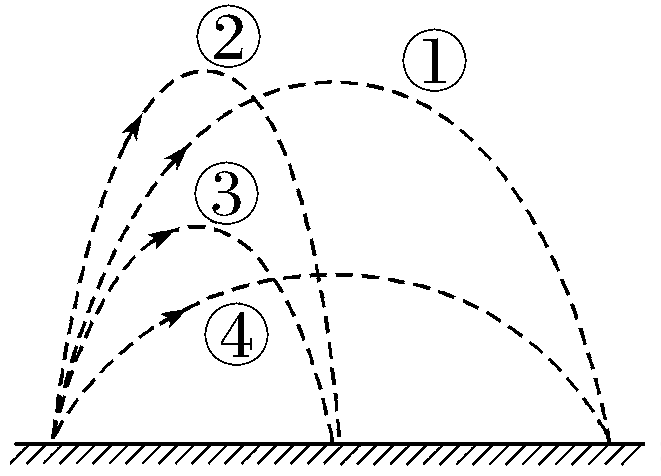 ②
①
③
④